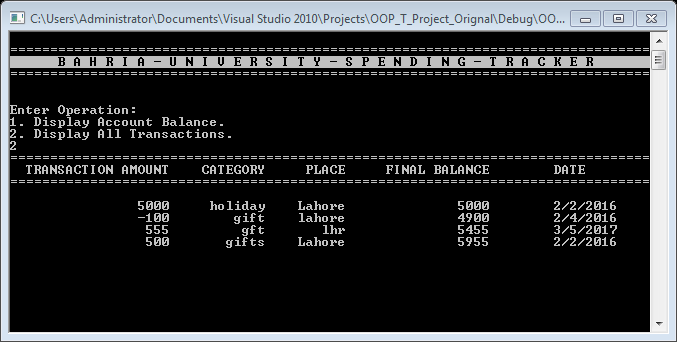 C:\Users\Administrator\Documents\Visual Studio 2010\Projects\OOP_T_Project_Orignal\Debug\OO...
================================================================================
B A H R I A - U N I V E R S I T Y - S P E N D I N G - T R A C K E R
================================================================================
Enter Operation:
1. Display Account Balance.
2. Display All Transactions.
2
================================================================================
TRANSACTION AMOUNT CATEGORY PLACE FINAL BALANCE DATE
================================================================================
5000 holiday Lahore 5000 2/2/2016
-100 gift lahore 4900 2/4/2016
555 gft lhr 5455 3/5/2017
500 gifts Lahore 5955 2/2/2016